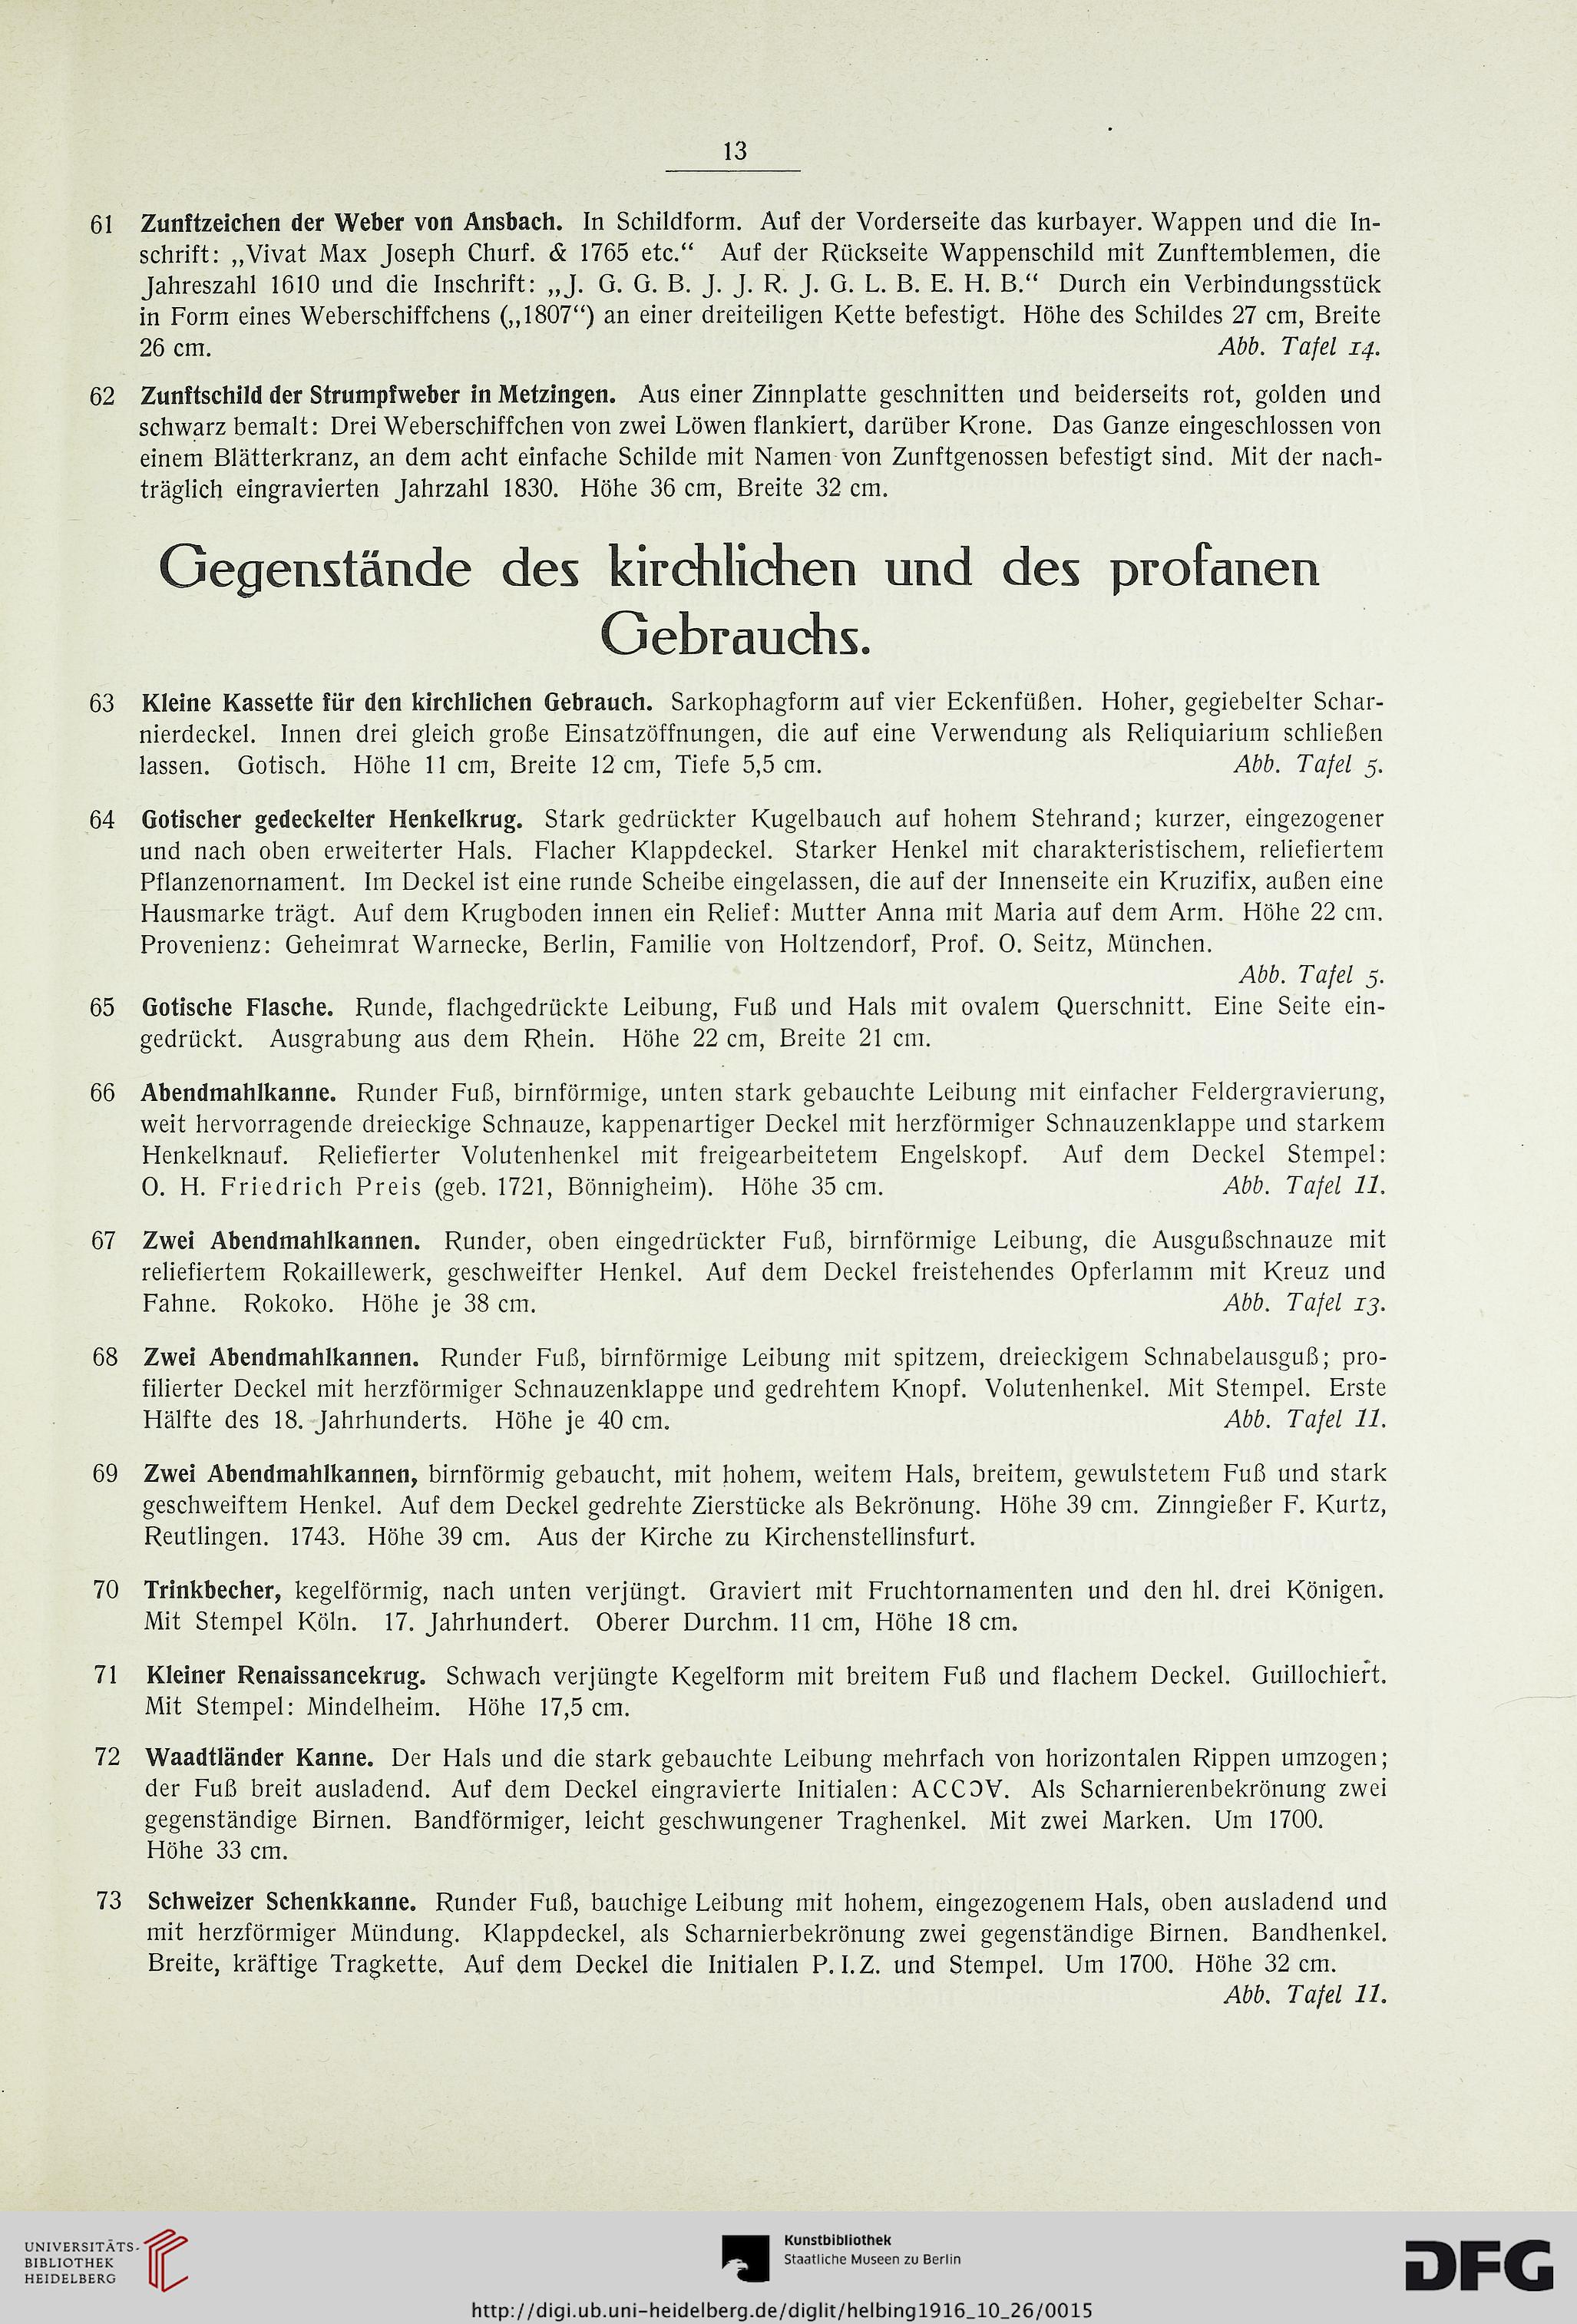 13
61 Zunftzeichen der Weber von Ansbach. In Schildform. Auf der Vorderseite das kurbayer. Wappen und die In-
schrift: „Vivat Max Joseph Churf. & 1765 etc.“ Auf der Rückseite Wappenschild mit Zunftemblemen, die
Jahreszahl 1610 und die Inschrift: „J. G. G. B. J. J. R. J. G. L. B. E. H. B.“ Durch ein Verbindungsstück
in Form eines Weberschiffchens („1807“) an einer dreiteiligen Kette befestigt. Höhe des Schildes 27 cm, Breite
26 cm. Abb. Tafel 14.
62 Zunftschild der Strumpfweber in Metzingen. Aus einer Zinnplatte geschnitten und beiderseits rot, golden und
schwarz bemalt: Drei Weberschiffchen von zwei Löwen flankiert, darüber Krone. Das Ganze eingeschlossen von
einem Blätterkranz, an dem acht einfache Schilde mit Namen von Zunftgenossen befestigt sind. Mit der nach-
träglich eingravierten Jahrzahl 1830. Höhe 36 cm, Breite 32 cm.
Gegenstände des kirchlichen und des profanen
Gebrauchs.
63 Kleine Kassette für den kirchlichen Gebrauch. Sarkophagform auf vier Eckenfüßen. Hoher, gegiebelter Schar-
nierdeckel. Innen drei gleich große Einsatzöffnungen, die auf eine Verwendung als Reliquiarium schließen
lassen. Gotisch. Höhe 11 cm, Breite 12 cm, Tiefe 5,5 cm. Abb. Tafel 5.
64 Gotischer gedeckelter Henkelkrug. Stark gedrückter Kugelbauch auf hohem Stehrand; kurzer, eingezogener
und nach oben erweiterter Hals. Flacher Klappdeckel. Starker Henkel mit charakteristischem, reliefiertem
Pflanzenornament. Im Deckel ist eine runde Scheibe eingelassen, die auf der Innenseite ein Kruzifix, außen eine
Hausmarke trägt. Auf dem Krugboden innen ein Relief: Mutter Anna mit Maria auf dem Arm. Höhe 22 cm.
Provenienz: Geheimrat Warnecke, Berlin, Familie von Holtzendorf, Prof. O. Seitz, München.
Abb. Tafel 5.
65 Gotische Flasche. Runde, flachgedrückte Leibung, Fuß und Hals mit ovalem Querschnitt. Eine Seite ein-
gedrückt. Ausgrabung aus dem Rhein. Höhe 22 cm, Breite 21 cm.
66 Abendmahlkanne. Runder Fuß, birnförmige, unten stark gebauchte Leibung mit einfacher Feldergravierung,
weit hervorragende dreieckige Schnauze, kappenartiger Deckel mit herzförmiger Schnauzenklappe und starkem
Henkelknauf. Reliefierter Volutenhenkel mit freigearbeitetem Engelskopf. Auf dem Deckel Stempel:
O. H. Friedrich Preis (geb. 1721, Bönnigheim). Höhe 35 cm. Abb. Tafel 11.
67 Zwei Abendmahlkannen. Runder, oben eingedrückter Fuß, birnförmige Leibung, die Ausgußschnauze mit
reliefiertem Rokaillewerk, geschweifter Henkel. Auf dem Deckel freistehendes Opferlamm mit Kreuz und
Fahne. Rokoko. Höhe je 38 cm. Abb. Tafel 13.
68 Zwei Abendmahlkannen. Runder Fuß, birnförmige Leibung mit spitzem, dreieckigem Schnabelausguß; pro-
filierter Deckel mit herzförmiger Schnauzenklappe und gedrehtem Knopf. Volutenhenkel. Mit Stempel. Erste
Hälfte des 18. Jahrhunderts. Höhe je 40 cm. Abb. Tafel 11.
69 Zwei Abendmahlkannen, birnförmig gebaucht, mit hohem, weitem Hals, breitem, gewulstetem Fuß und stark
geschweiftem Henkel. Auf dem Deckel gedrehte Zierstücke als Bekrönung. Höhe 39 cm. Zinngießer F. Kurtz,
Reutlingen. 1743. Höhe 39 cm. Aus der Kirche zu Kirchenstellinsfurt.
70 Trinkbecher, kegelförmig, nach unten verjüngt. Graviert mit Fruchtornamenten und den hl. drei Königen.
Mit Stempel Köln. 17. Jahrhundert. Oberer Durchm. 11 cm, Höhe 18 cm.
71 Kleiner Renaissancekrug. Schwach verjüngte Kegelform mit breitem Fuß und flachem Deckel. Guillochiert.
Mit Stempel: Mindelheim. Höhe 17,5 cm.
72 Waadtländer Kanne. Der Hals und die stark gebauchte Leibung mehrfach von horizontalen Rippen umzogen;
der Fuß breit ausladend. Auf dem Deckel eingravierte Initialen: ACCƆ∀. Als Scharnierenbekrönung zwei
gegenständige Birnen. Bandförmiger, leicht geschwungener Traghenkel. Mit zwei Marken. Um 1700.
Höhe 33 cm.
73 Schweizer Schenkkanne. Runder Fuß, bauchige Leibung mit hohem, eingezogenem Hals, oben ausladend und
mit herzförmiger Mündung. Klappdeckel, als Scharnierbekrönung zwei gegenständige Birnen. Bandhenkel.
Breite, kräftige Tragkette. Auf dem Deckel die Initialen P. I. Z. und Stempel. Um 1700. Höhe 32 cm.
Abb. Tafel 11.
UNIVERSITÄTS-
BIBLIOTHEK
HEIDELBERG
Kunstbibliothek
Staatliche Museen zu Berlin
DFG
http://digi.ub.uni-heidelberg.de/diglit/helbing1916_10_26/0015